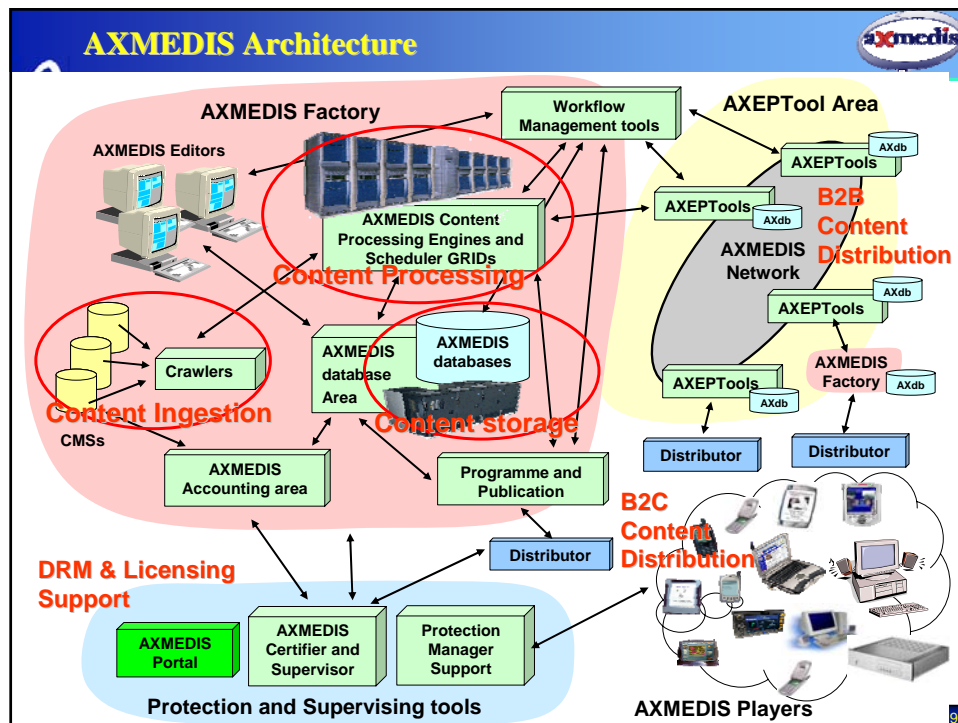 AXMEDIS Architecture
axmedis
AXMEDIS Factory
Workflow
Management tools
AXEPTool Area
AXMEDIS Editors
AXEPTools
AXdb
AXEPTools
AXdb
B2B
Content
Distribution
AXMEDIS Content
Processing Engines and
Scheduler GRIDs
Content Processing
AXMEDIS
Network
AXEPTools
AXdb
Crawlers
Content Ingestion
CMSs
AXMEDIS
database
Area
AXMEDIS
databases
Content storage
AXMEDIS
Factory
AXdb
AXEPTools
AXdb
Distributor
Distributor
AXMEDIS
Accounting area
Programme and
Publication
B2C
Content
Distribution
Distributor
DRM & Licensing
Support
AXMEDIS
Portal
AXMEDIS
Certifier and
Supervisor
Protection
Manager
Support
Protection and Supervising tools
AXMEDIS Players
9